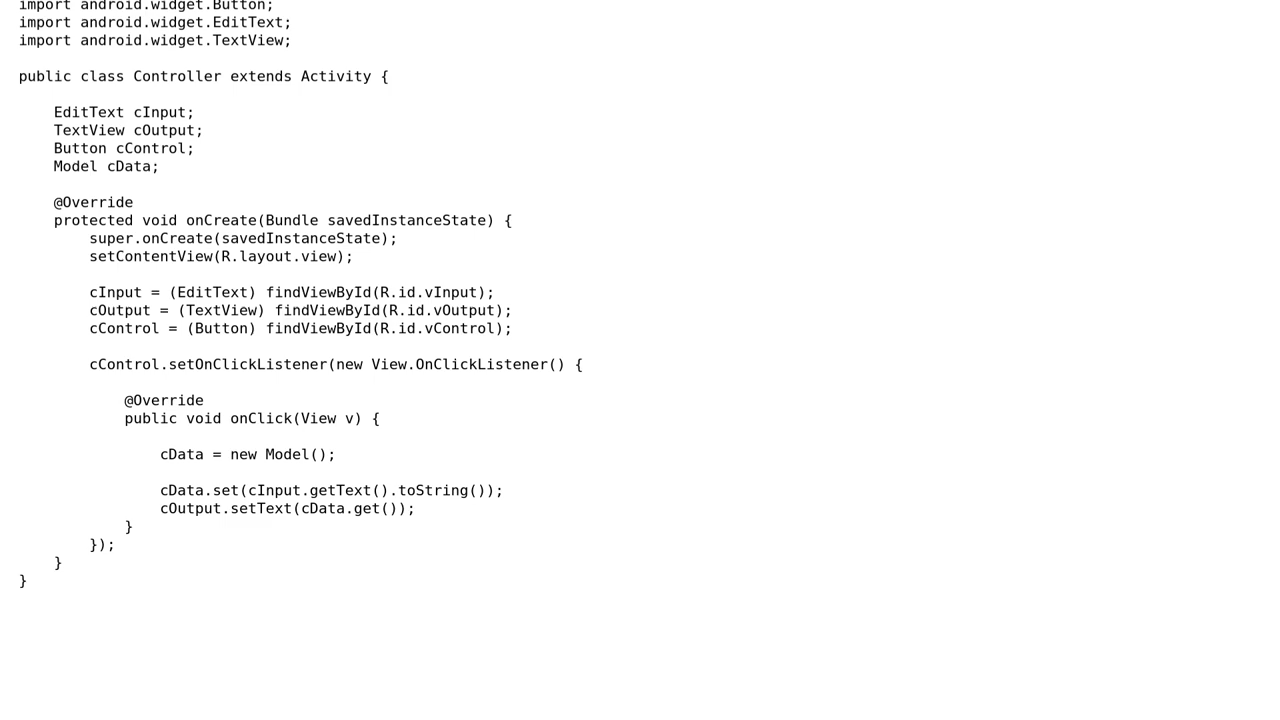 import android.widget.Button;
import android.widget.EditText;
import android.widget.TextView;

public class Controller extends Activity {

    EditText cInput;
    TextView cOutput;
    Button cControl;
    Model cData;

    @Override
    protected void onCreate(Bundle savedInstanceState) {
        super.onCreate(savedInstanceState);
        setContentView(R.layout.view);

        cInput = (EditText) findViewById(R.id.vInput);
        cOutput = (TextView) findViewById(R.id.vOutput);
        cControl = (Button) findViewById(R.id.vControl);

        cControl.setOnClickListener(new View.OnClickListener() {

            @Override
            public void onClick(View v) {

                cData = new Model();

                cData.set(cInput.getText().toString());
                cOutput.setText(cData.get());
            }
        });
    }
}